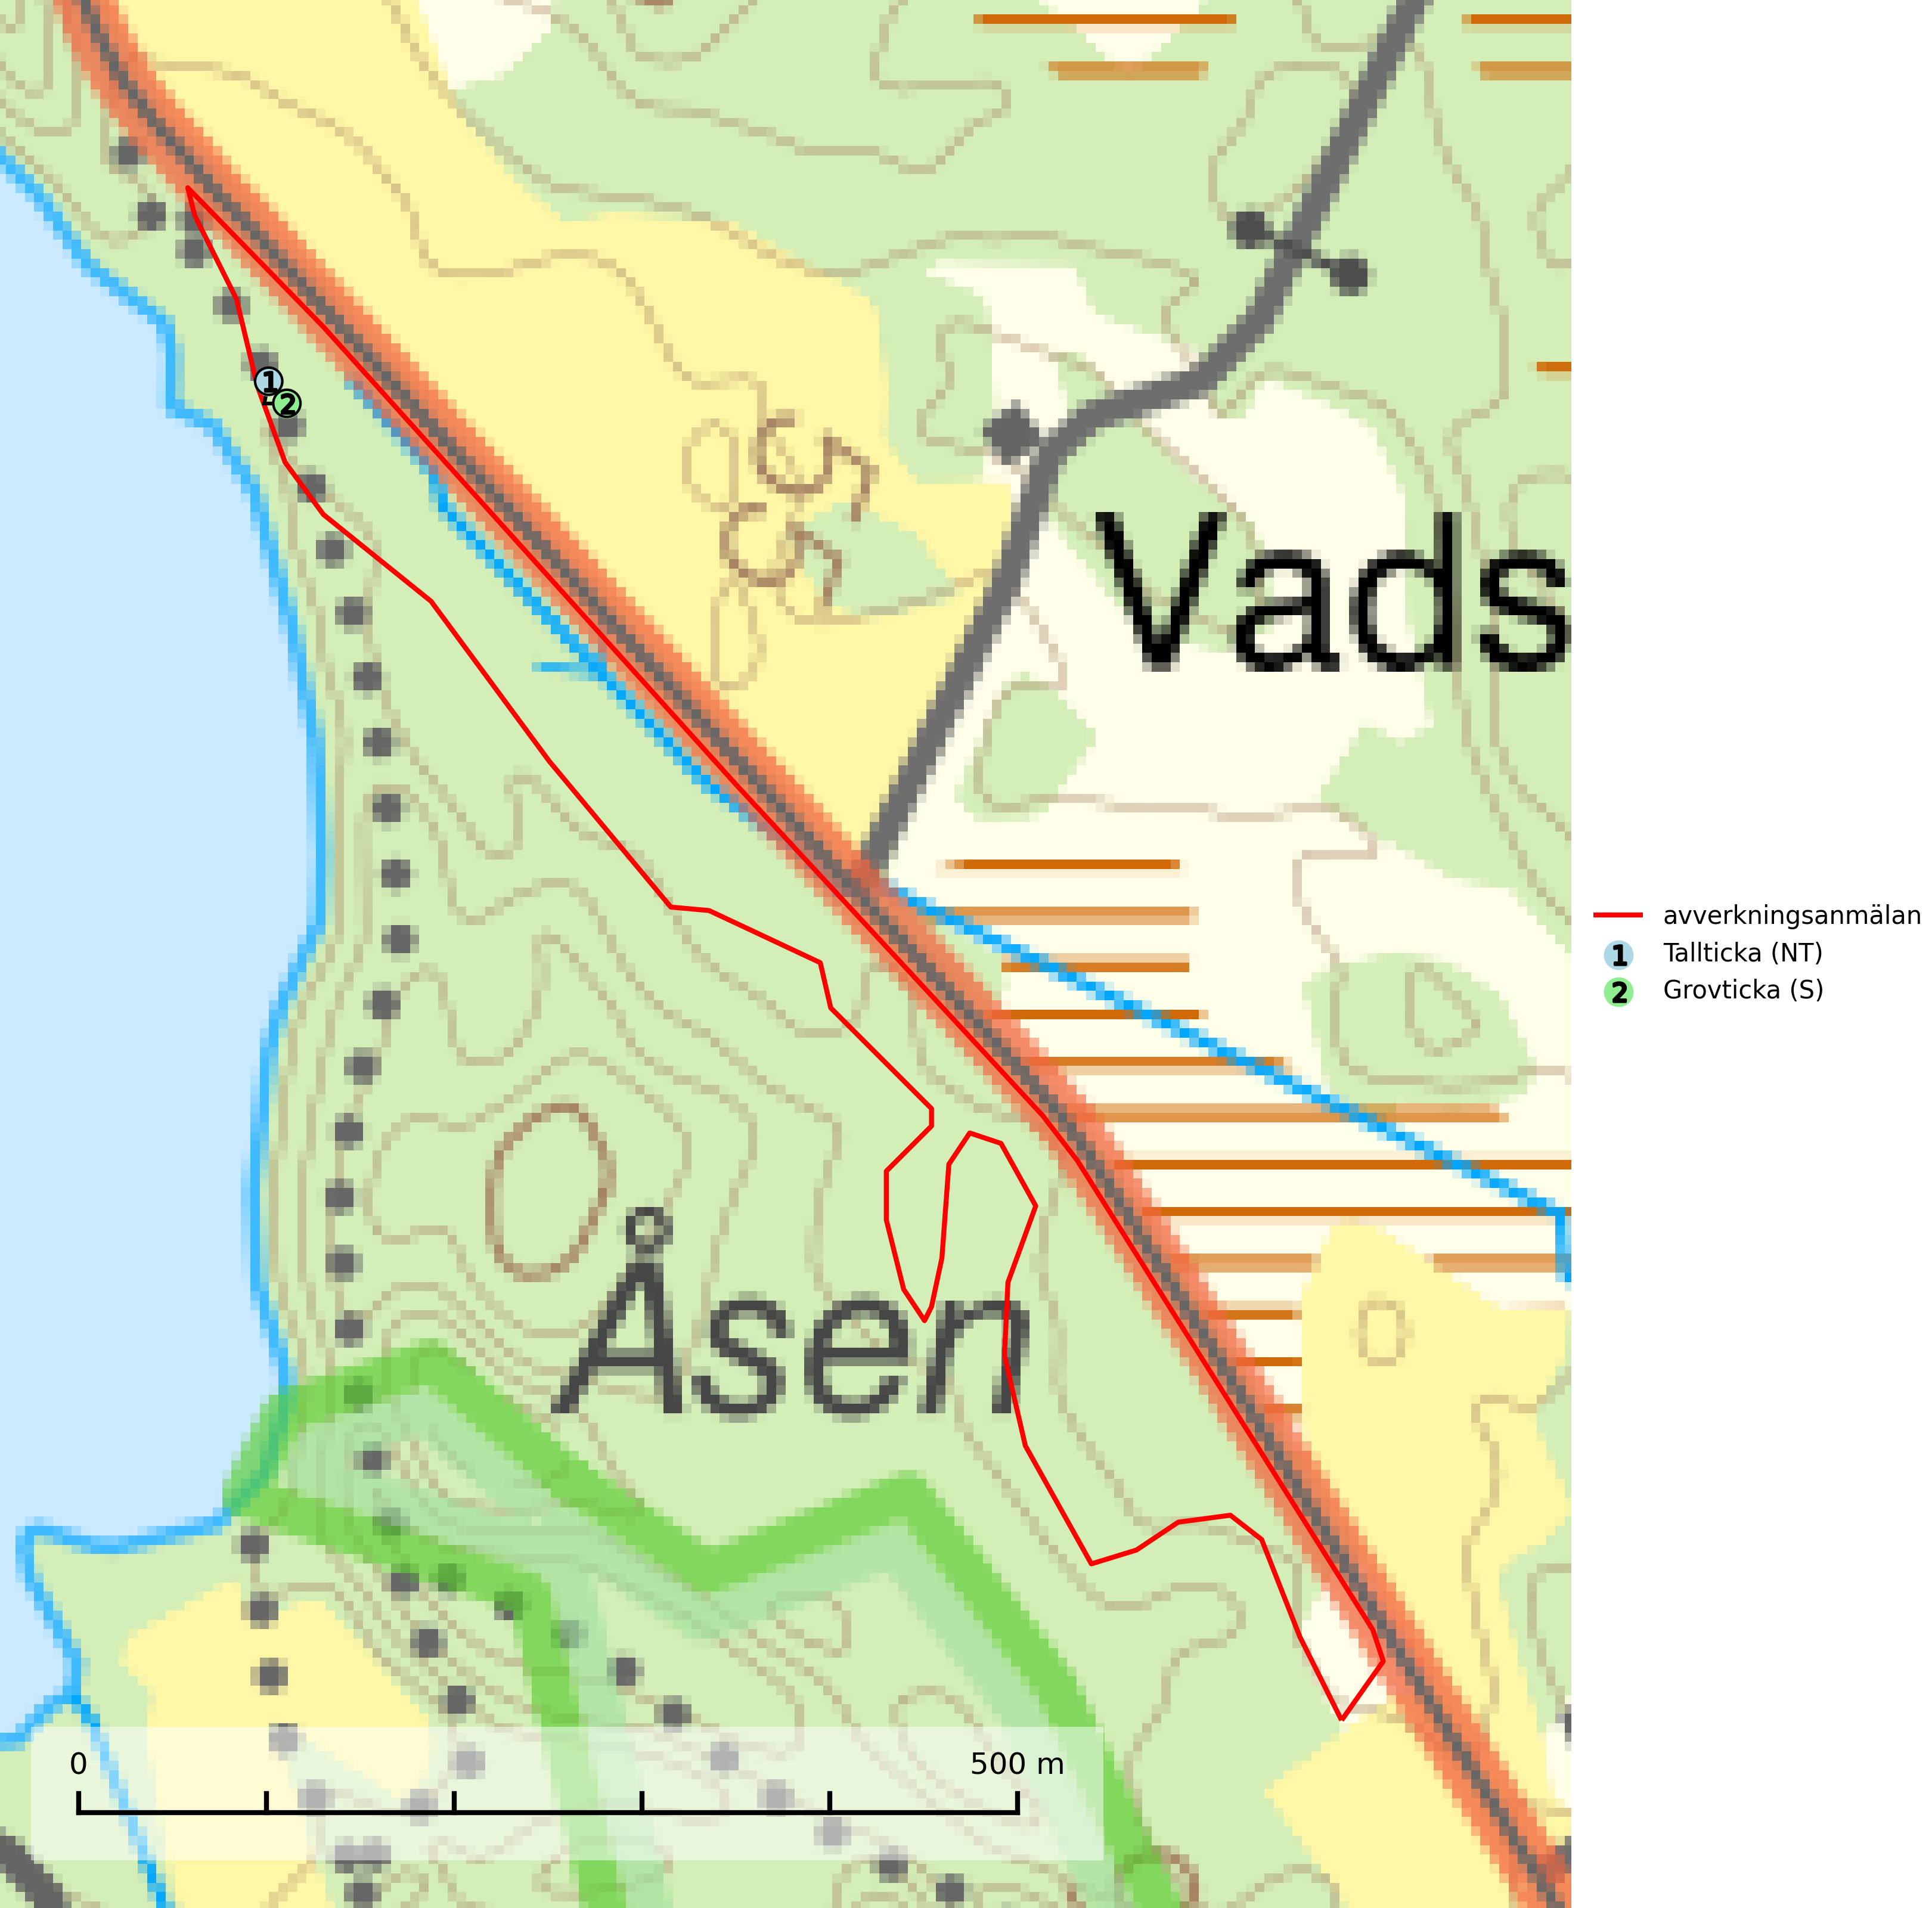 1
2
Vads
Åsen
0
500 m
avverkningsanmälan
1 Tallticka (NT)
2 Grovticka (S)